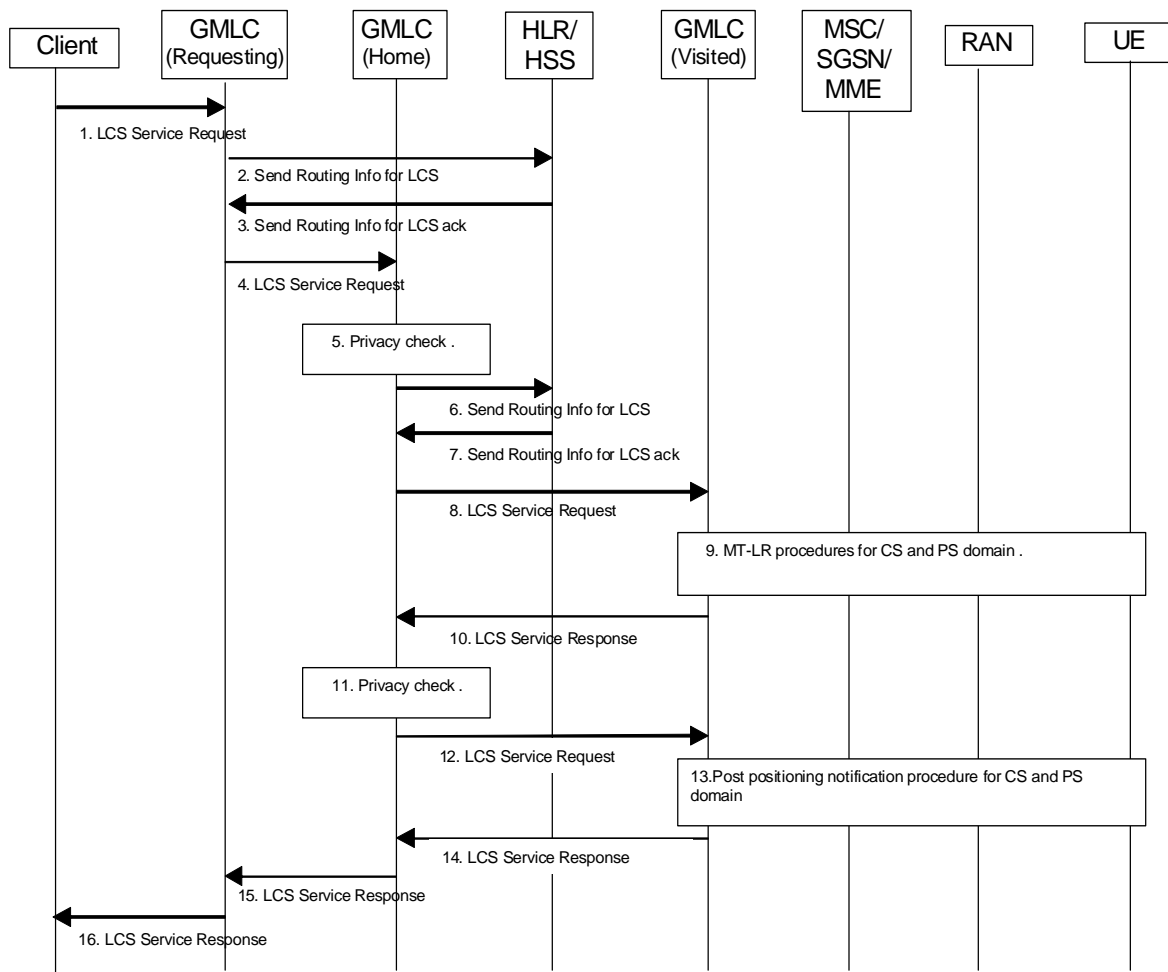 Client
GMLC
(Requesting)
GMLC
(Home)
HLR/
HSS
GMLC
(Visited)
MSC/
SGSN/
MME
RAN
UE
1. LCS Service Request
2. Send Routing Info for LCS
3. Send Routing Info for LCS ack
4. LCS Service Request
5. Privacy check .
6. Send Routing Info for LCS
7. Send Routing Info for LCS ack
8. LCS Service Request
9. MT-LR procedures for CS and PS domain .
10. LCS Service Response
11. Privacy check .
12. LCS Service Request
13.Post positioning notification procedure for CS and PS
domain
14. LCS Service Response
15. LCS Service Response
16. LCS Service Response